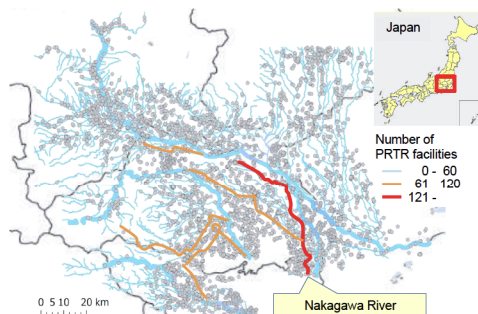 Japan
Number of
PRTR facilities
0 - 60
61 120
121 -
0 5 10 20 km
Nakagawa River